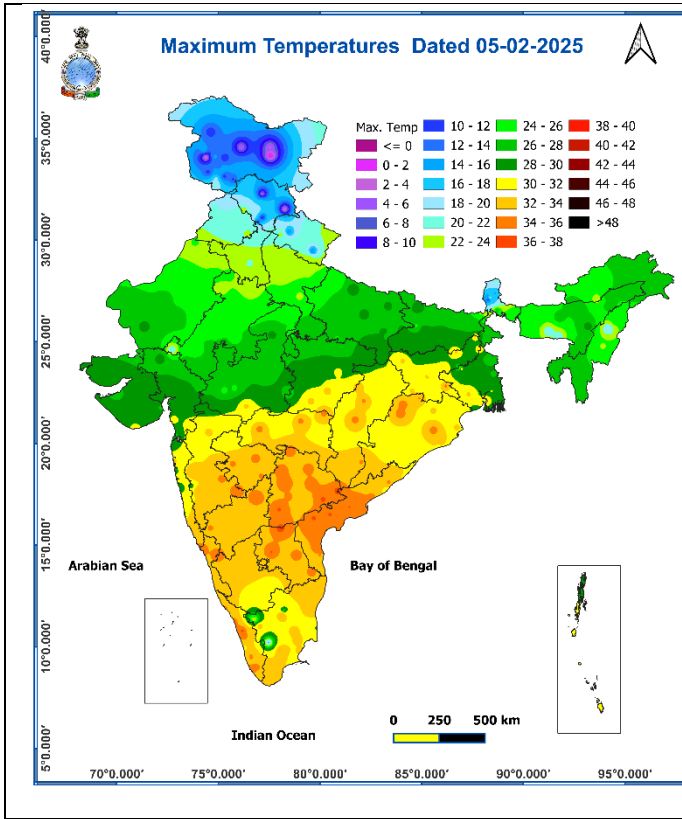 Maximum Temperatures Dated 05-02-2025
Max. Temp
<= 0
0 - 2
2 - 4
4 - 6
6 - 8
8 - 10
10 - 12
12 - 14
14 - 16
16 - 18
18 - 20
20 - 22
22 - 24
24 - 26
26 - 28
28 - 30
30 - 32
32 - 34
34 - 36
36 - 38
38 - 40
40 - 42
42 - 44
44 - 46
46 - 48
>48
40°0.000'
35°0.000'
30°0.000'
25°0.000'
20°0.000'
15°0.000'
10°0.000'
5°0.000'
Arabian Sea
Bay of Bengal
Indian Ocean
0 250 500 km
70°0.000' 75°0.000' 80°0.000' 85°0.000' 90°0.000' 95°0.000'